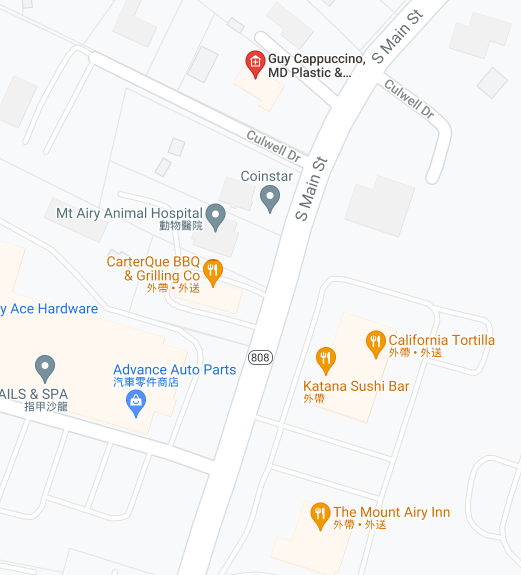 S Main St
Guy Cappuccino,
MD Plastic &...
Culwell Dr
Culwell Dr
Coinstar
S Main St
Mt Airy Animal Hospital
動物醫院
CarterQue BBQ
& Grilling Co
外帶・外送
y Ace Hardware
California Tortilla
外帶・外送
808
Advance Auto Parts
汽車零件商店
Katana Sushi Bar
外帶
AILS & SPA
指甲沙龍
The Mount Airy Inn
外帶・外送